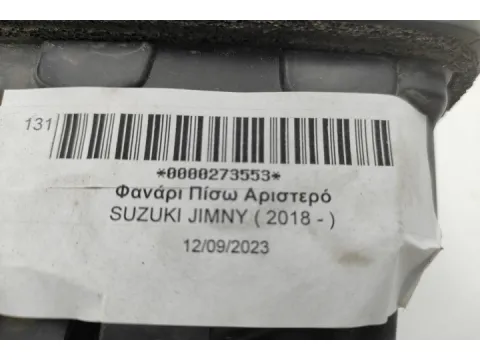 131
*0000273553*
Φανάρι Πίσω Αριστερό
SUZUKI JIMNY ( 2018 - )
12/09/2023